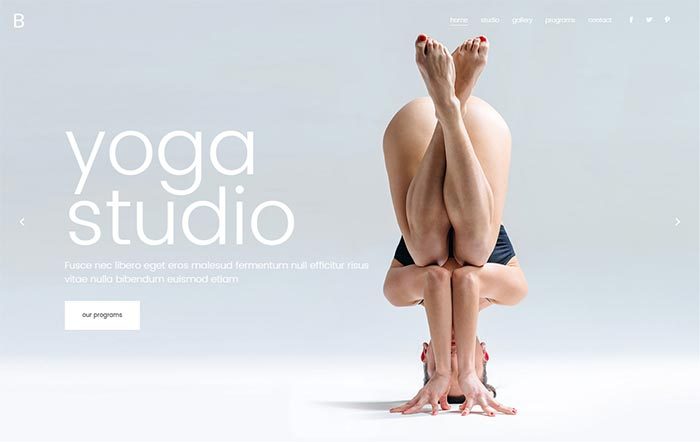 B
home studio gallery programs contact
yoga
studio
Fusce nec libero eget eros malesud fermentum null efficitur risus
vitae nulla bibendum euismod etiam
our programs